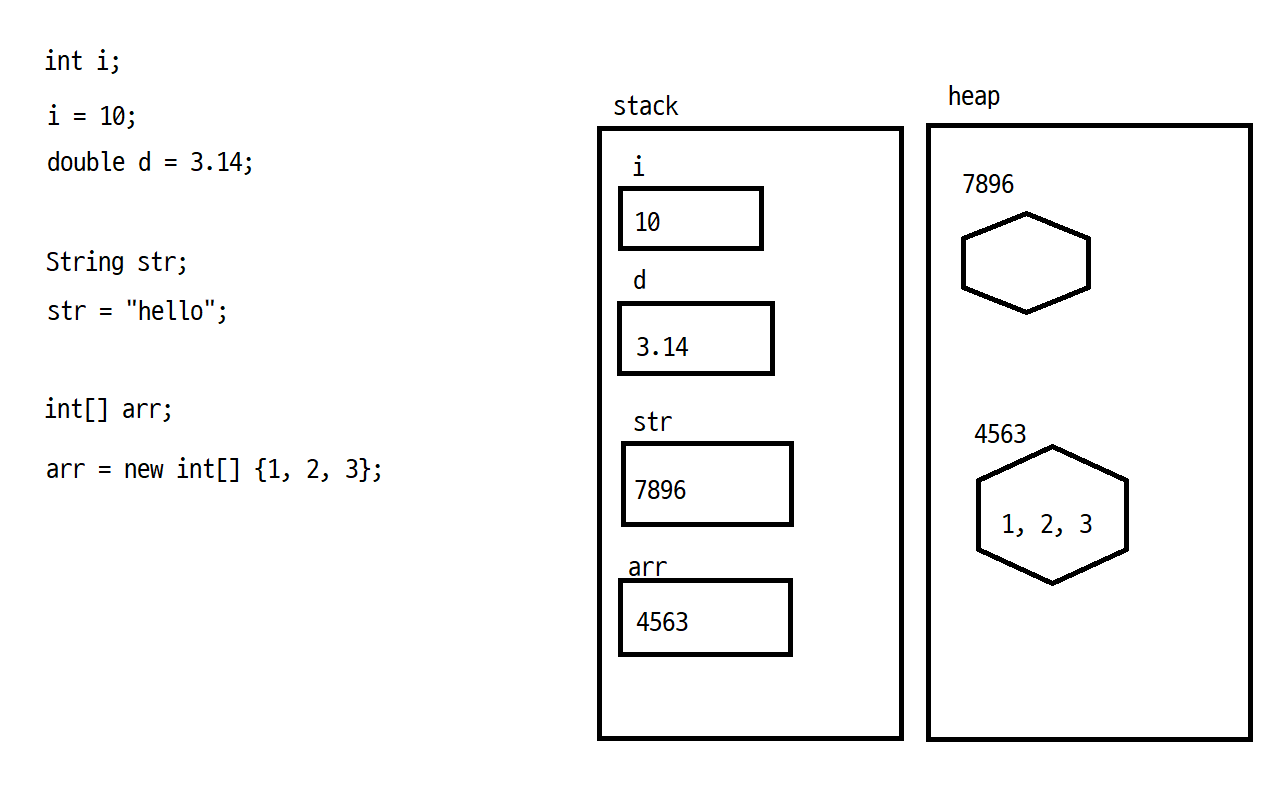 int i;
i = 10;
double d = 3.14;
String str;
str = "hello";
int[] arr;
arr = new int[] {1, 2, 3};
stack
i
10
d
3.14
str
7896
arr
4563
heap
7896
4563
1, 2, 3